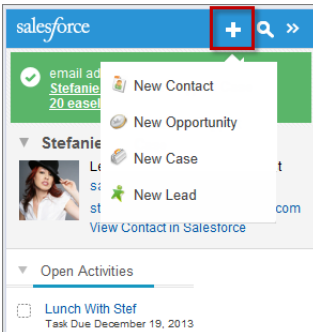 salesforce
email ad
Stefanie
20 easel
New Contact
New Opportunity
New Case
New Lead
Stefanie
t
sa
st com
View Contact in Salesforce
Open Activities
Lunch With Stef
Task Due December 19, 2013